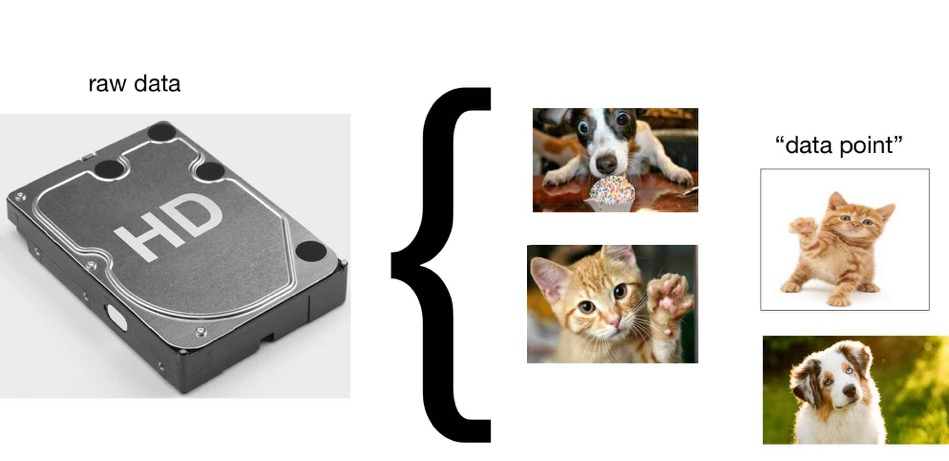 raw data
HD
“data point”